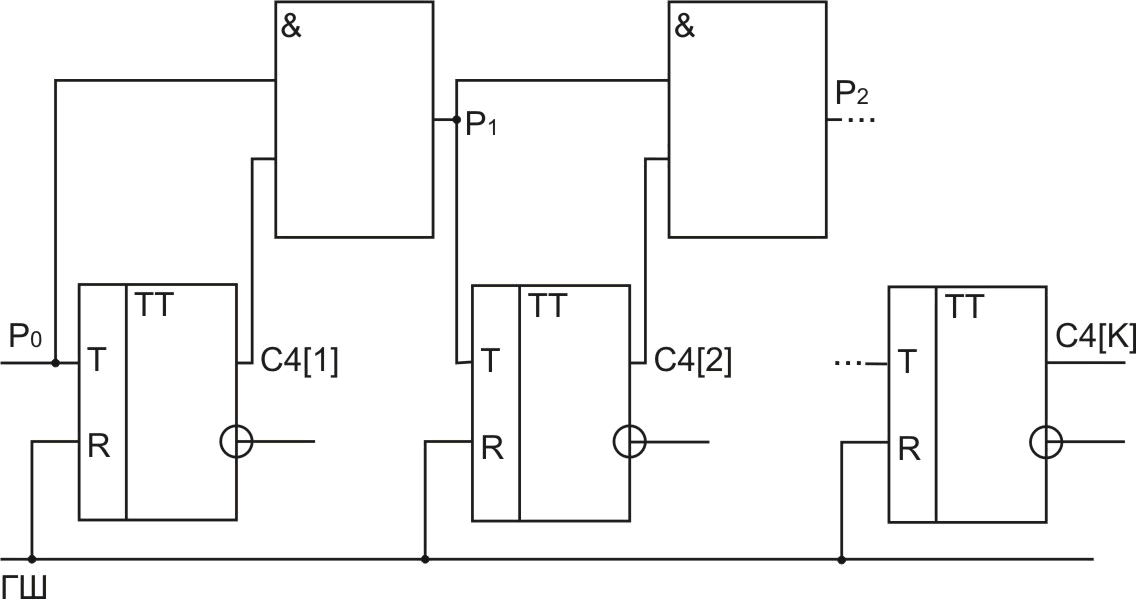 &
&
P1
P2
P0
T
TT
R
C4[1]
T
TT
R
C4[2]
T
TT
R
C4[K]
...
...
ГШ